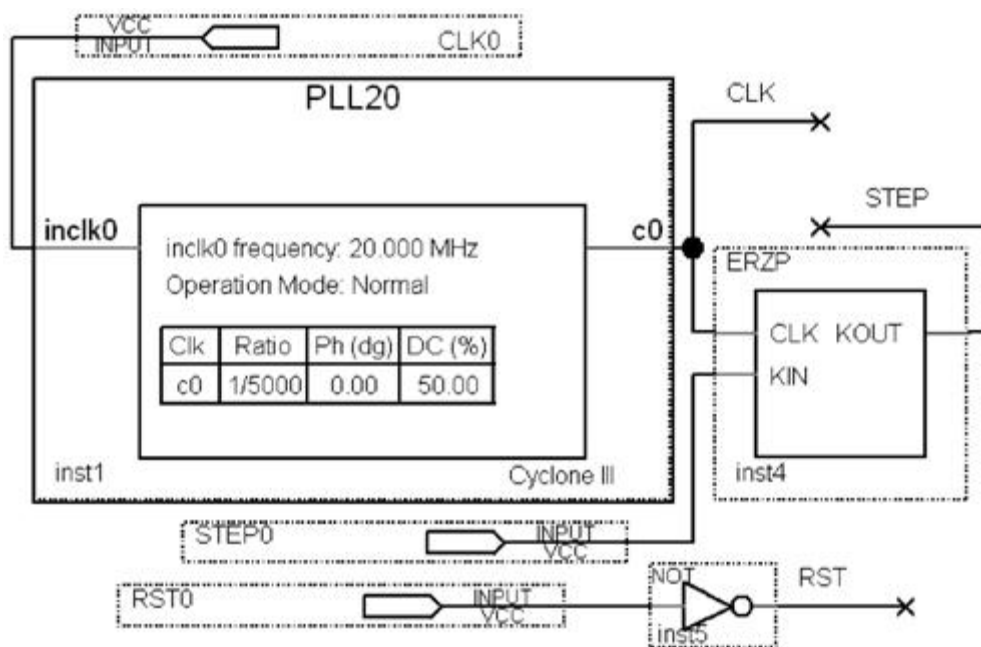 VCC
INPUT
CLK0
PLL20
CLK
STEP
inclk0
c0
inclk0 frequency: 20.000 MHz
Operation Mode: Normal
Clk Ratio Ph (dg) DC (%)
c0 1/5000 0.00 50.00
inst1
Cyclone III
ERZP
CLK KOUT
KIN
inst4
STEP0
INPUT
VCC
RST0
INPUT
VCC
NOT
inst5
RST